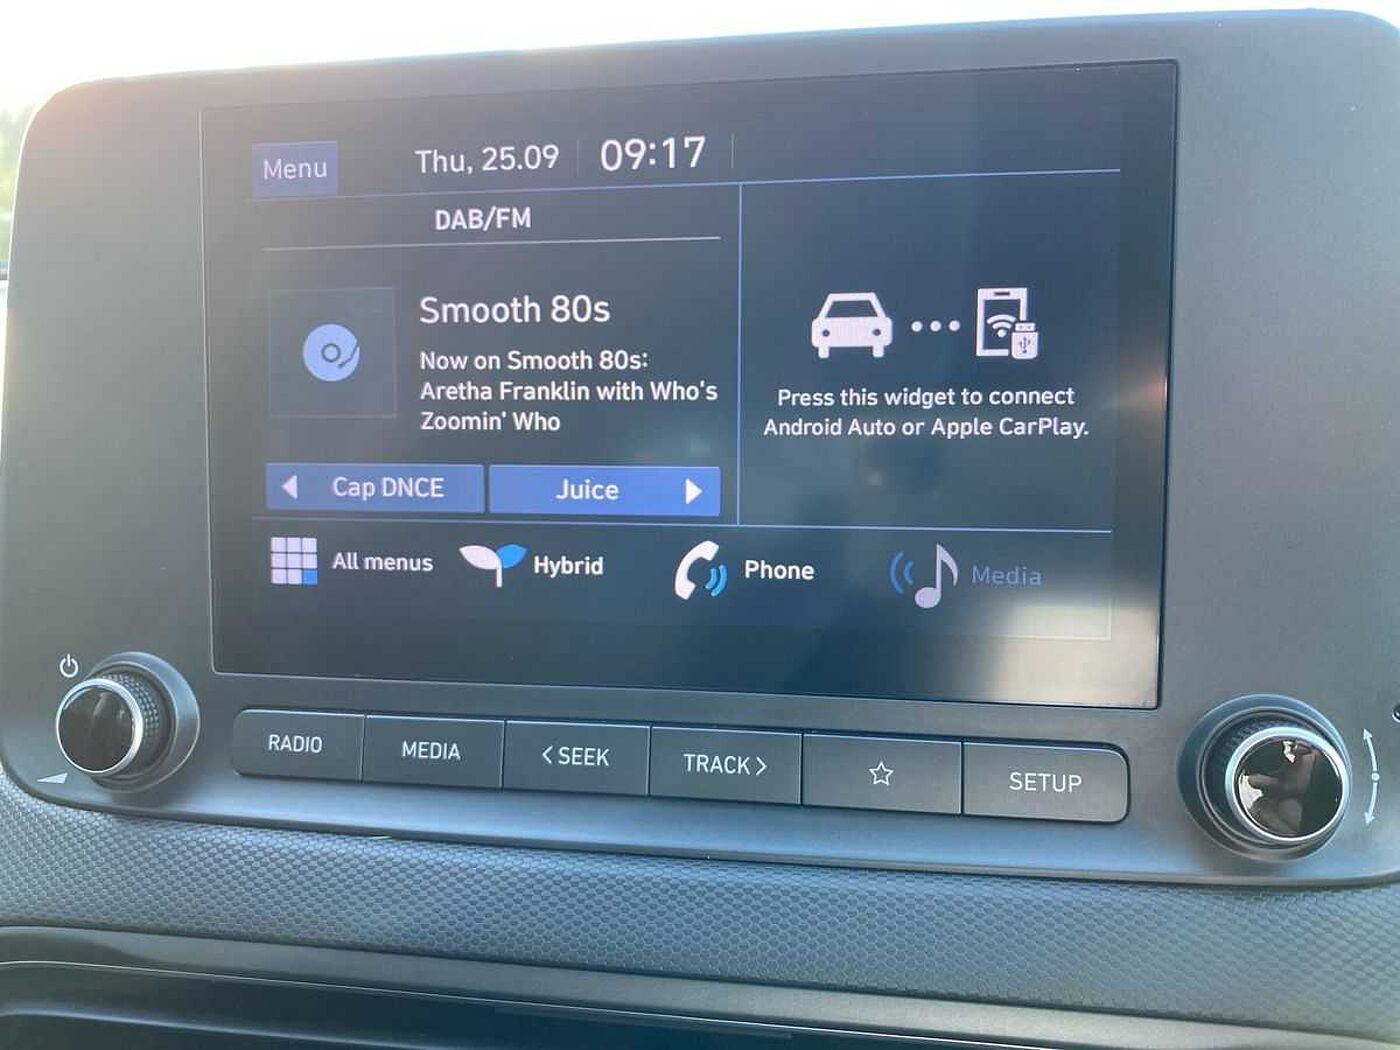 Menu
Thu, 25.09
09:17
DAB/FM
Smooth 80s
Now on Smooth 80s:
Aretha Franklin with Who's
Zoomin' Who
Cap DNCE
Juice
Press this widget to connect
Android Auto or Apple CarPlay.
All menus
Hybrid
Phone
Media
RADIO
MEDIA
< SEEK
TRACK >
SETUP